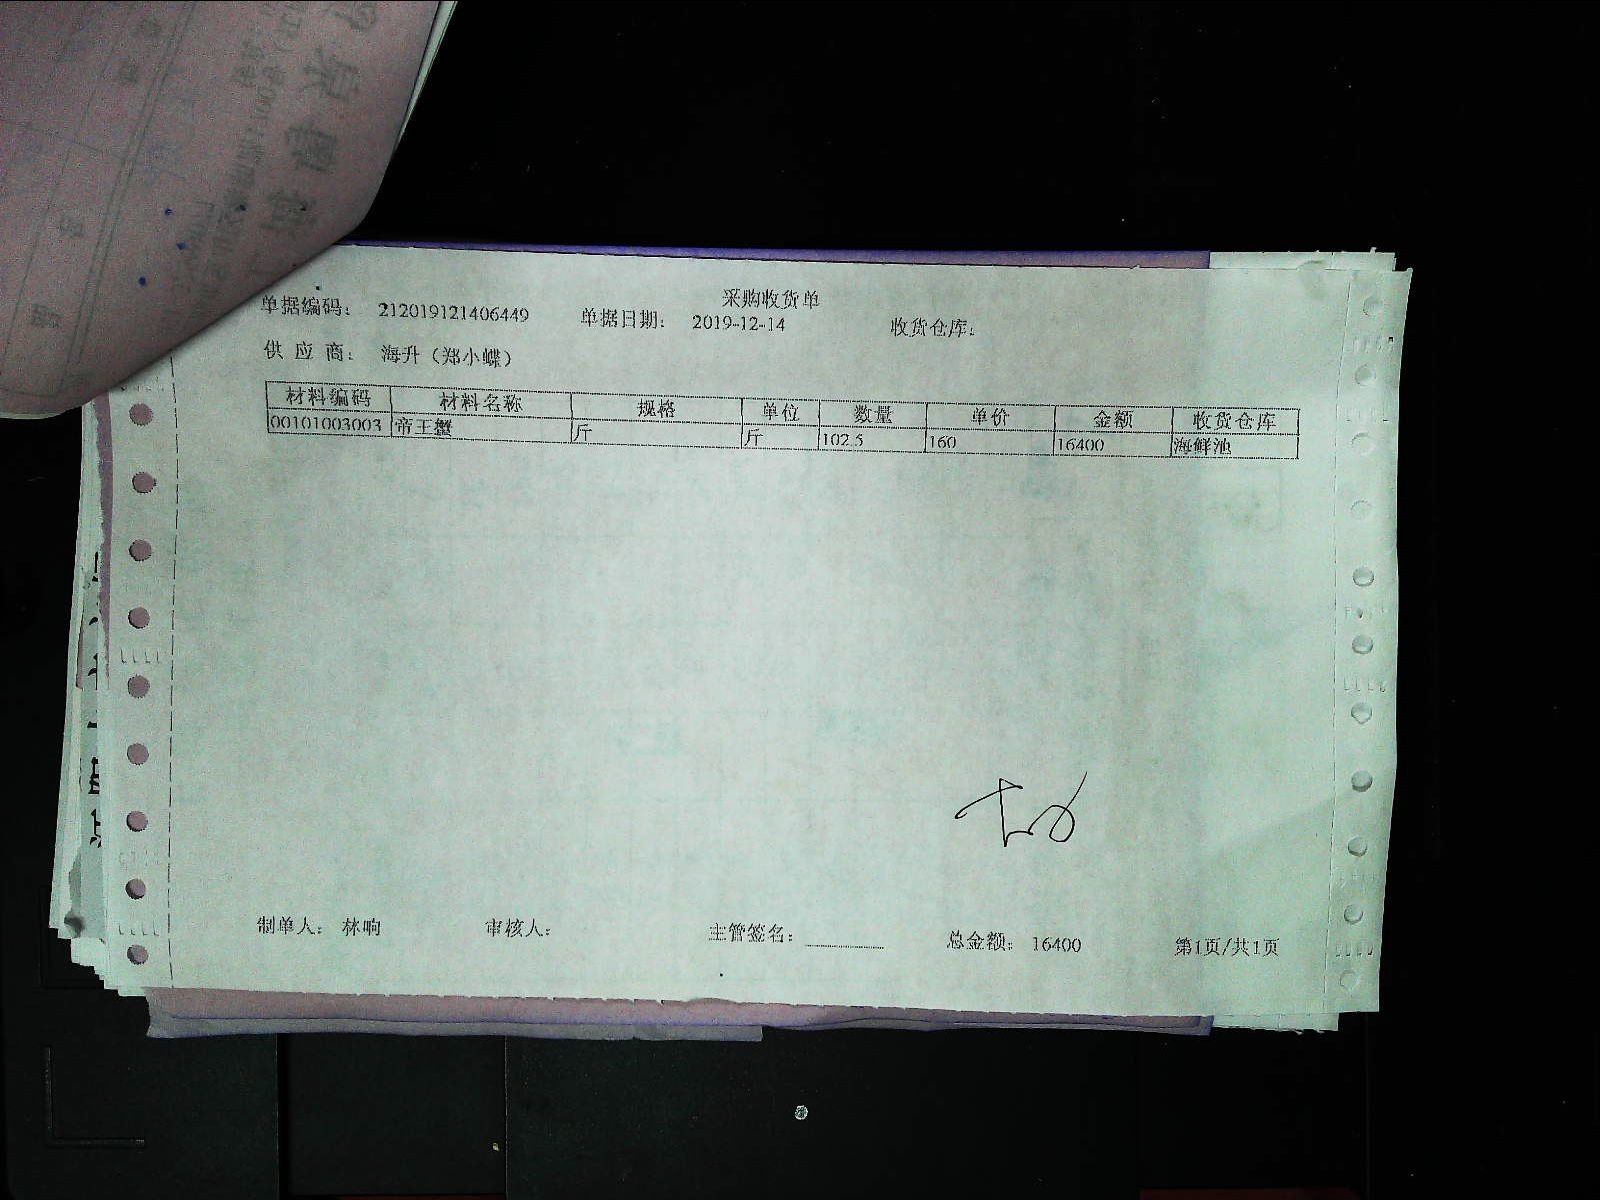 采购收货单
单据编码： 212019121406449 单据日期： 2019-12-14 收货仓库：
供 应 商： 海升（郑小蝶）
材料编码 材料名称 规格 单位 数量 单价 金额 收货仓库
00101003003 帝王蟹 斤 斤 102.5 160 16400 海鲜池
制单人： 林响 审核人： 主管签名： 总金额： 16400 第1页/共1页